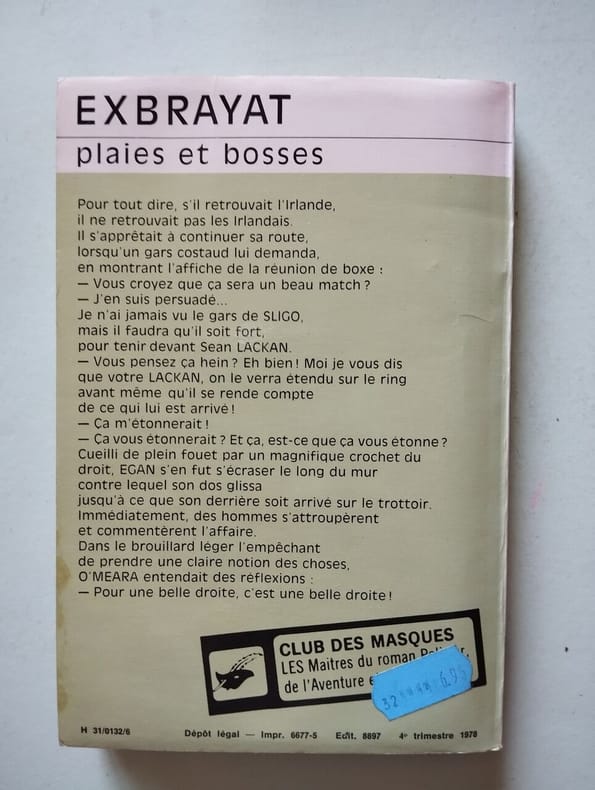 EXBRAYAT
plaies et bosses
Pour tout dire, s'il retrouvait l'Irlande,
il ne retrouvait pas les Irlandais.
Il s'apprêtait à continuer sa route,
lorsqu'un gars costaud lui demanda,
en montrant l'affiche de la réunion de boxe :
— Vous croyez que ça sera un beau match ?
— J'en suis persuadé...
Je n'ai jamais vu le gars de SLIGO,
mais il faudra qu'il soit fort,
pour tenir devant Sean LACKAN.
— Vous pensez ça hein ? Eh bien ! Moi je vous dis
que votre LACKAN, on le verra étendu sur le ring
avant même qu'il se rende compte
de ce qui lui est arrivé !
— Ça m'étonnerait !
— Ça vous étonnerait ? Et ça, est-ce que ça vous étonne ?
Cueilli de plein fouet par un magnifique crochet du
droit, EGAN s'en fut s'écraser le long du mur
contre lequel son dos glissa
jusqu'à ce que son derrière soit arrivé sur le trottoir.
Immédiatement, des hommes s'attroupèrent
et commentèrent l'affaire.
Dans le brouillard léger l'empêchant
de prendre une claire notion des choses,
O'MEARA entendait des réflexions :
— Pour une belle droite, c'est une belle droite !
CLUB DES MASQUES
LES Maitres du roman
de l'Aventure
32 6,95
H 31/0132/6 Dépôt légal — Impr. 6677-5 Edit. 8697 4e trimestre 1978